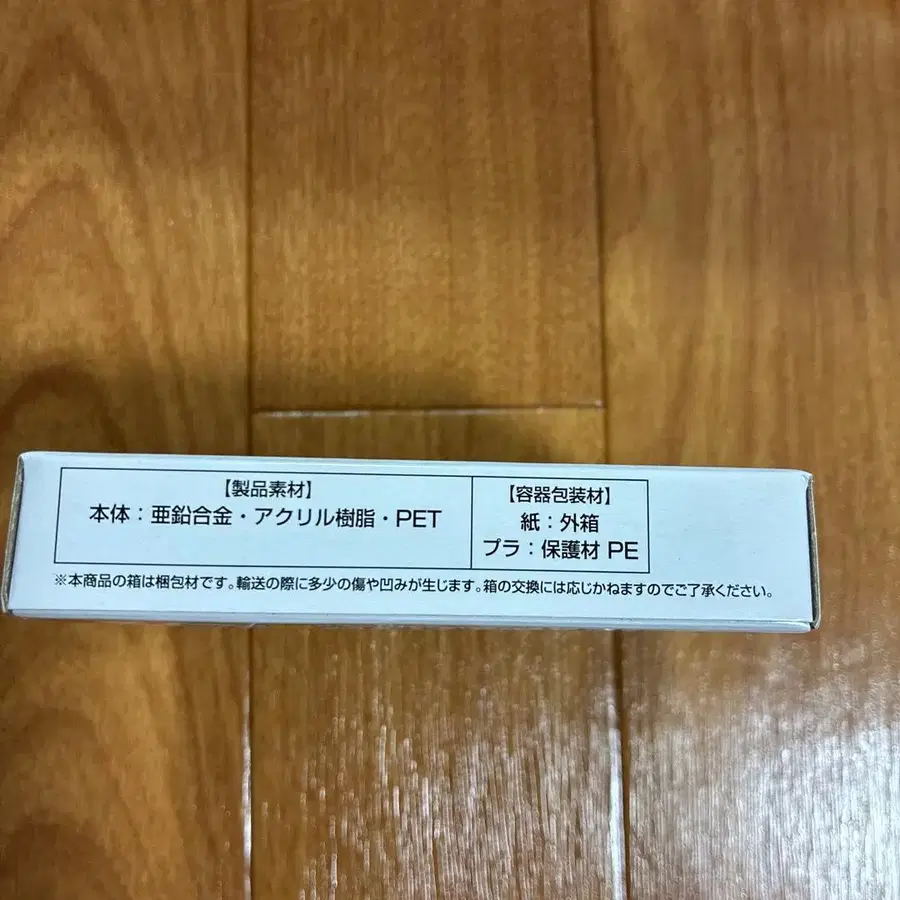 【製品素材】
本体:亜鉛合金・アクリル樹脂・PET
【容器包装材】
紙:外箱
プラ:保護材 PE
※本商品の箱は梱包材です。輸送の際に多少の傷や凹みが生じます。箱の交換には応じかねますのでご了承ください。